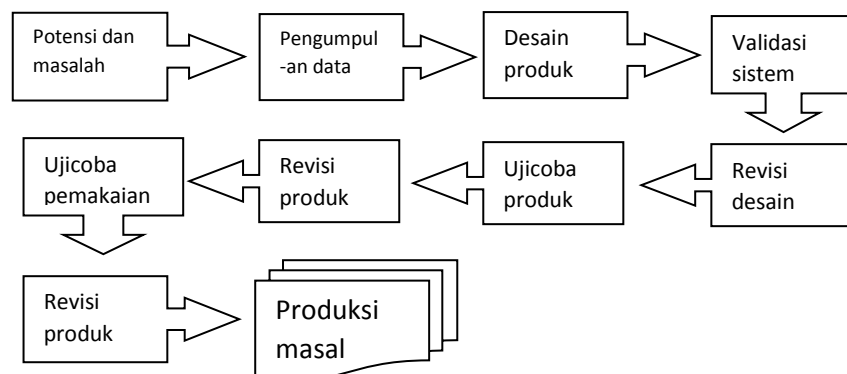 Potensi dan
masalah
Pengumpul
-an data
Desain
produk
Validasi
sistem
Revisi
desain
Ujicoba
produk
Revisi
produk
Ujicoba
pemakaian
Revisi
produk
Produksi
masal